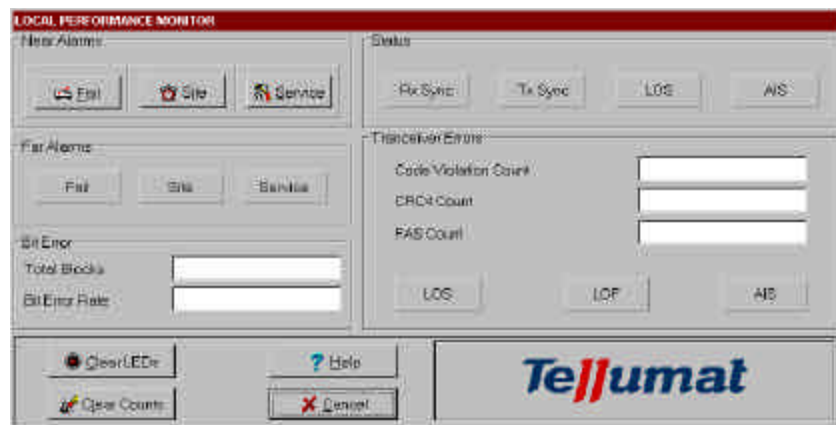 LOCAL PERFORMANCE MONITOR
Near Alarms
Fail
Site
Service
Status
Rx Sync
Tx Sync
LOS
AIS
Far Alarms
Fail
Site
Service
Tranceiver Errors
Code Violation Count
CRC4 Count
FAS Count
LOS
LOF
AIS
Bit Error
Total Blocks
Bit Error Rate
Clear LEDs
Help
Clear Counts
Cancel
Tellumat